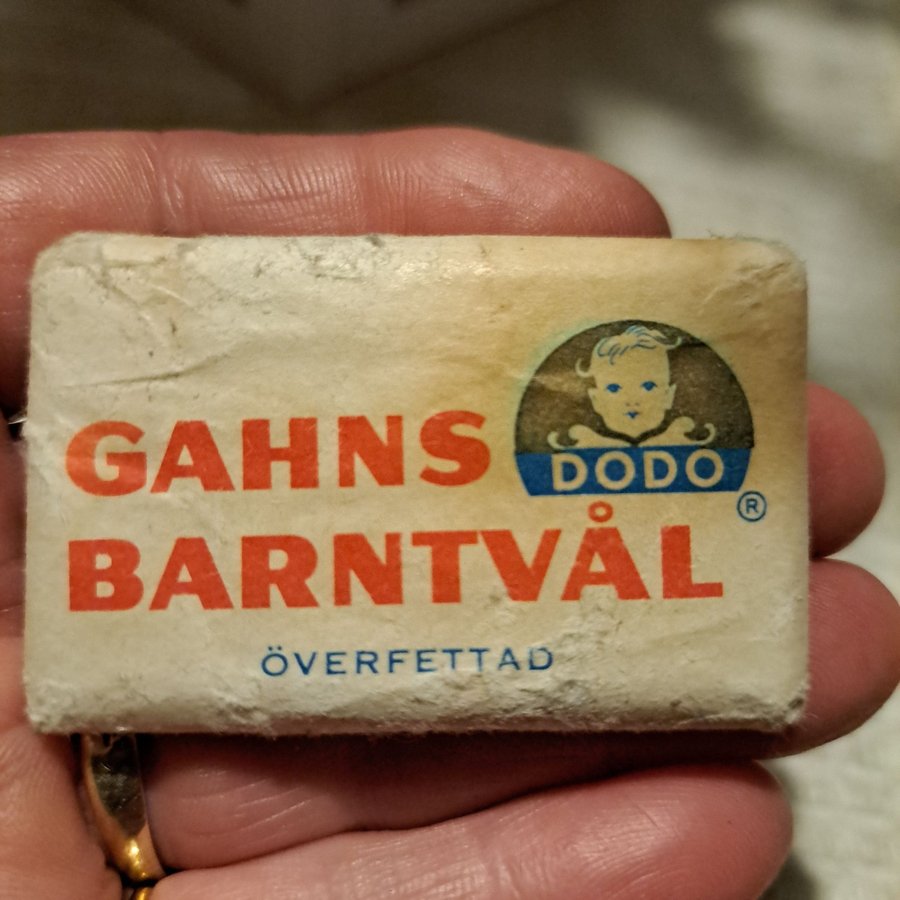 GAHNS
DODO
®
BARNTVÅL
ÖVERFETTAD